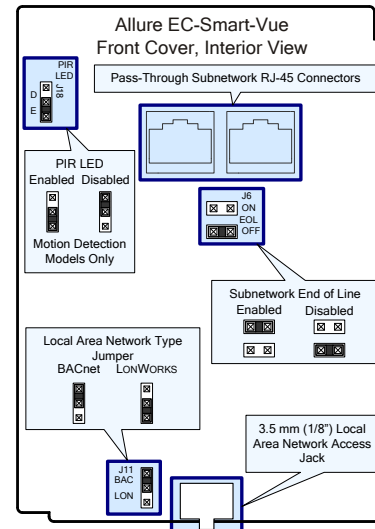 Allure EC-Smart-Vue
Front Cover, Interior View
PIR
LED
J18
D
E
Pass-Through Subnetwork RJ-45 Connectors
PIR LED
Enabled Disabled
Motion Detection
Models Only
J6
ON
EOL
OFF
Subnetwork End of Line
Enabled Disabled
Local Area Network Type
Jumper
BACnet LONWORKS
3.5 mm (1/8") Local
Area Network Access
Jack
J11
BAC
LON